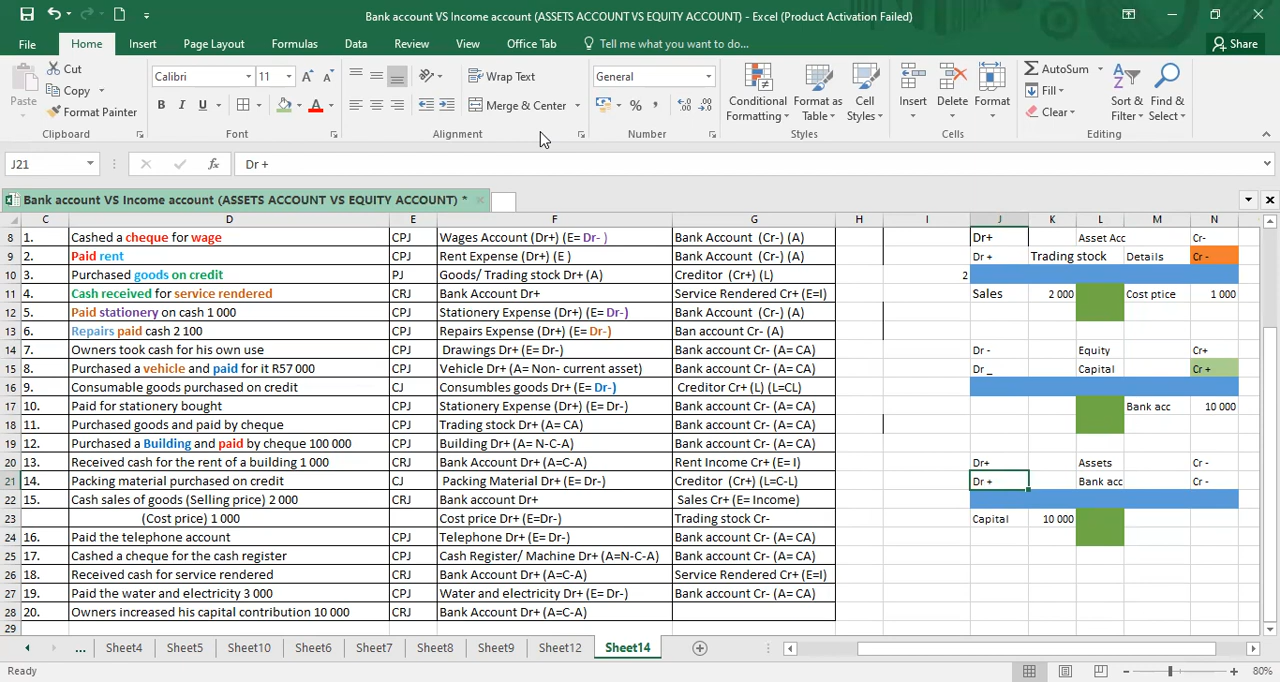 Bank account VS Income account (ASSETS ACCOUNT VS EQUITY ACCOUNT) - Excel (Product Activation Failed)
File Home Insert Page Layout Formulas Data Review View Office Tab Tell me what you want to do... Share
Cut
Copy
Format Painter
Paste
Clipboard
Calibri 11
B I U A
Font
Wrap Text
Merge & Center
Alignment
General
% ,
Number
Conditional Formatting
Format as Table
Cell Styles
Styles
Insert Delete Format
Cells
AutoSum
Fill
Clear
Sort & Filter
Find & Select
Editing
J21 fx Dr +
Bank account VS Income account (ASSETS ACCOUNT VS EQUITY ACCOUNT) *
C D E F G H I J K L M N
8 1. Cashed a cheque for wage CPJ Wages Account (Dr+) (E= Dr- ) Bank Account (Cr-) (A) Dr+ Asset Acc Cr-
9 2. Paid rent CPJ Rent Expense (Dr+) (E ) Bank Account (Cr-) (A) Dr + Trading stock Details Cr -
10 3. Purchased goods on credit PJ Goods/ Trading stock Dr+ (A) Creditor (Cr+) (L) 2
11 4. Cash received for service rendered CRJ Bank Account Dr+ Service Rendered Cr+ (E=I) Sales 2 000 Cost price 1 000
12 5. Paid stationery on cash 1 000 CPJ Stationery Expense (Dr+) (E= Dr-) Bank Account (Cr-) (A)
13 6. Repairs paid cash 2 100 CPJ Repairs Expense (Dr+) (E= Dr-) Ban account Cr- (A)
14 7. Owners took cash for his own use CPJ Drawings Dr+ (E= Dr-) Bank account Cr- (A= CA) Dr - Equity Cr+
15 8. Purchased a vehicle and paid for it R57 000 CPJ Vehicle Dr+ (A= Non- current asset) Bank account Cr- (A= CA) Dr _ Capital Cr +
16 9. Consumable goods purchased on credit CJ Consumbles goods Dr+ (E= Dr-) Creditor Cr+ (L) (L=CL)
17 10. Paid for stationery bought CPJ Stationery Expense (Dr+) (E= Dr-) Bank account Cr- (A= CA) Bank acc 10 000
18 11. Purchased goods and paid by cheque CPJ Trading stock Dr+ (A= CA) Bank account Cr- (A= CA)
19 12. Purchased a Building and paid by cheque 100 000 CPJ Building Dr+ (A= N-C-A) Bank account Cr- (A= CA)
20 13. Received cash for the rent of a building 1 000 CRJ Bank Account Dr+ (A=C-A) Rent Income Cr+ (E= I) Dr+ Assets Cr -
21 14. Packing material purchased on credit CJ Packing Material Dr+ (E= Dr-) Creditor (Cr+) (L=C-L) Dr + Bank acc Cr -
22 15. Cash sales of goods (Selling price) 2 000 CRJ Bank account Dr+ Sales Cr+ (E= Income)
23 (Cost price) 1 000 Cost price Dr+ (E=Dr-) Trading stock Cr- Capital 10 000
24 16. Paid the telephone account CPJ Telephone Dr+ (E= Dr-) Bank account Cr- (A= CA)
25 17. Cashed a cheque for the cash register CPJ Cash Register/ Machine Dr+ (A=N-C-A) Bank account Cr- (A= CA)
26 18. Received cash for service rendered CRJ Bank Account Dr+ (A=C-A) Service Rendered Cr+ (E=I)
27 19. Paid the water and electricity 3 000 CPJ Water and electricity Dr+ (E= Dr-) Bank account Cr- (A= CA)
28 20. Owners increased his capital contribution 10 000 CRJ Bank Account Dr+ (A=C-A)
29
... Sheet4 Sheet5 Sheet10 Sheet6 Sheet7 Sheet8 Sheet9 Sheet12 Sheet14
Ready 80%